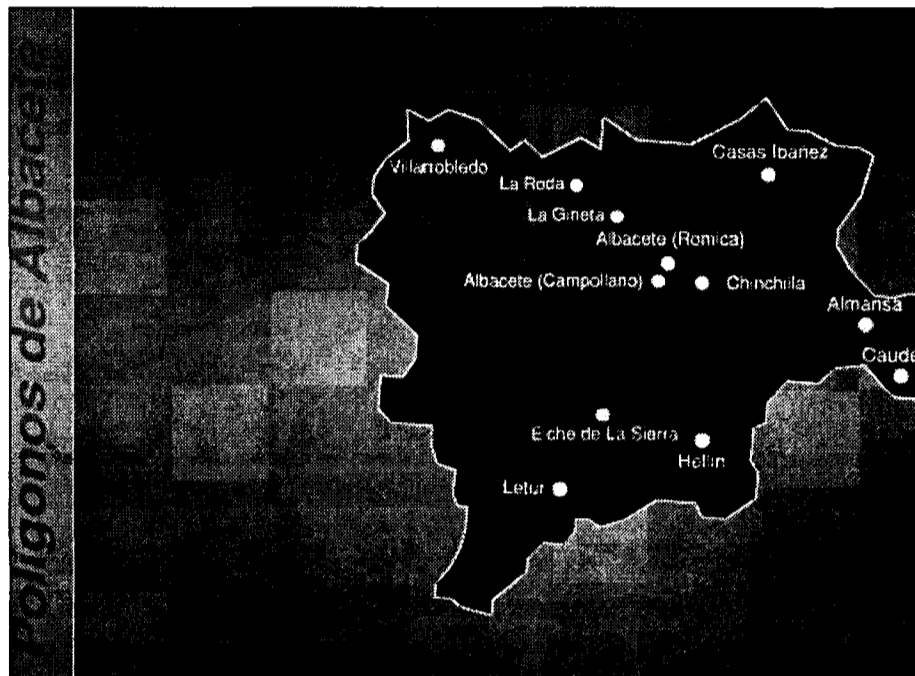 Polígonos de Albacete
Villarrobledo
Casas Ibañez
La Roda
La Gineta
Albacete (Romica)
Albacete (Campollano)
Chinchilla
Almansa
Caude
Elche de La Sierra
Hellín
Letur